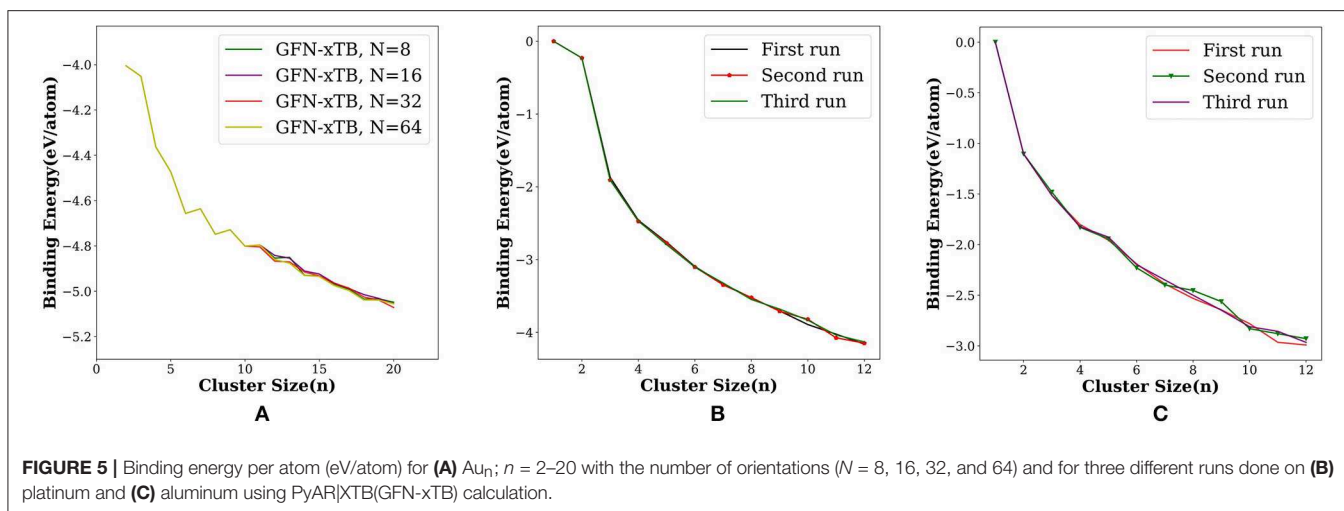 GFN-xTB, N=8
GFN-xTB, N=16
GFN-xTB, N=32
GFN-xTB, N=64
−4.0
−4.2
−4.4
−4.6
−4.8
−5.0
−5.2
Binding Energy(eV/atom)
0 5 10 15 20
Cluster Size(n)
A
First run
Second run
Third run
0
−1
−2
−3
−4
Binding Energy(eV/atom)
2 4 6 8 10 12
Cluster Size(n)
B
First run
Second run
Third run
0.0
−0.5
−1.0
−1.5
−2.0
−2.5
−3.0
Binding Energy(eV/atom)
2 4 6 8 10 12
Cluster Size(n)
C
FIGURE 5 | Binding energy per atom (eV/atom) for (A) Auₙ; n = 2–20 with the number of orientations (N = 8, 16, 32, and 64) and for three different runs done on (B)
platinum and (C) aluminum using PyAR|XTB(GFN-xTB) calculation.